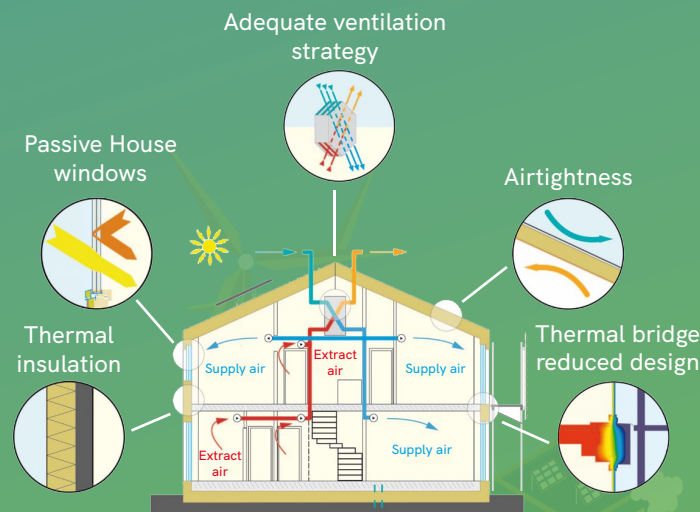 Adequate ventilation
strategy
Passive House
windows
Airtightness
Thermal
insulation
Thermal bridge
reduced design
Supply air
Extract
air
Supply air
Extract
air
Supply air